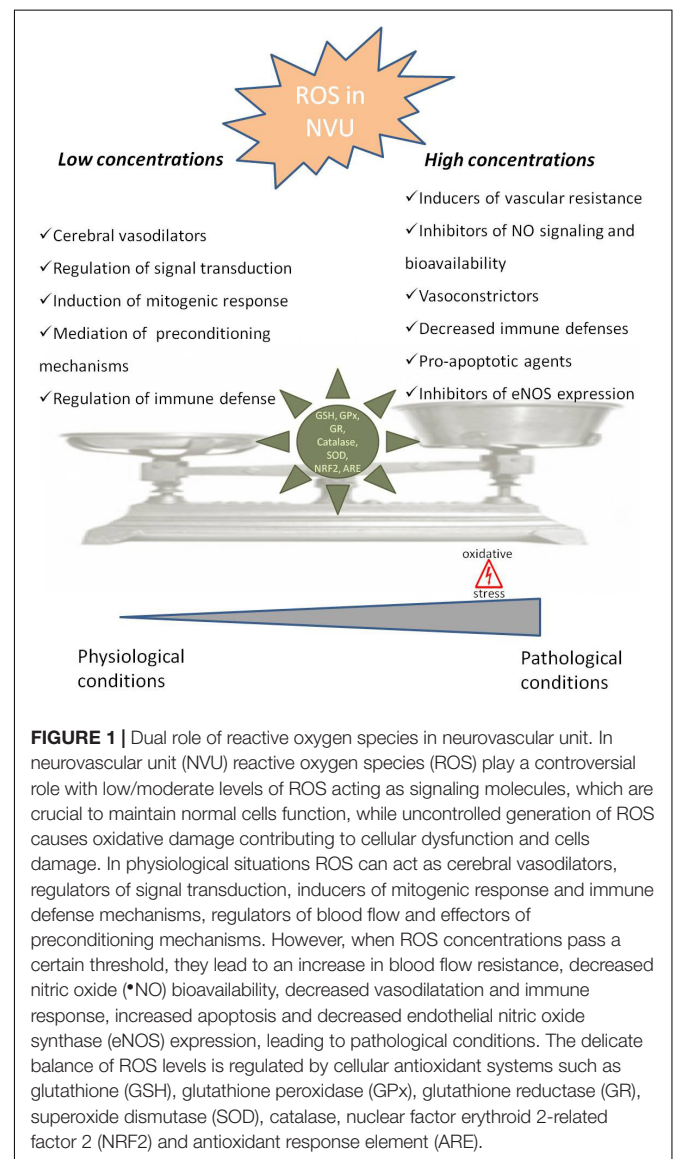 ROS in
NVU
Low concentrations
✓Cerebral vasodilators
✓Regulation of signal transduction
✓Induction of mitogenic response
✓Mediation of preconditioning
mechanisms
✓Regulation of immune defense
High concentrations
✓Inducers of vascular resistance
✓Inhibitors of NO signaling and
bioavailability
✓Vasoconstrictors
✓Decreased immune defenses
✓Pro-apoptotic agents
✓Inhibitors of eNOS expression
GSH, GPx,
GR,
Catalase,
SOD,
NRF2, ARE
oxidative
stress
Physiological
conditions
Pathological
conditions
FIGURE 1 | Dual role of reactive oxygen species in neurovascular unit. In
neurovascular unit (NVU) reactive oxygen species (ROS) play a controversial
role with low/moderate levels of ROS acting as signaling molecules, which are
crucial to maintain normal cells function, while uncontrolled generation of ROS
causes oxidative damage contributing to cellular dysfunction and cells
damage. In physiological situations ROS can act as cerebral vasodilators,
regulators of signal transduction, inducers of mitogenic response and immune
defense mechanisms, regulators of blood flow and effectors of
preconditioning mechanisms. However, when ROS concentrations pass a
certain threshold, they lead to an increase in blood flow resistance, decreased
nitric oxide (•NO) bioavailability, decreased vasodilatation and immune
response, increased apoptosis and decreased endothelial nitric oxide
synthase (eNOS) expression, leading to pathological conditions. The delicate
balance of ROS levels is regulated by cellular antioxidant systems such as
glutathione (GSH), glutathione peroxidase (GPx), glutathione reductase (GR),
superoxide dismutase (SOD), catalase, nuclear factor erythroid 2-related
factor 2 (NRF2) and antioxidant response element (ARE).